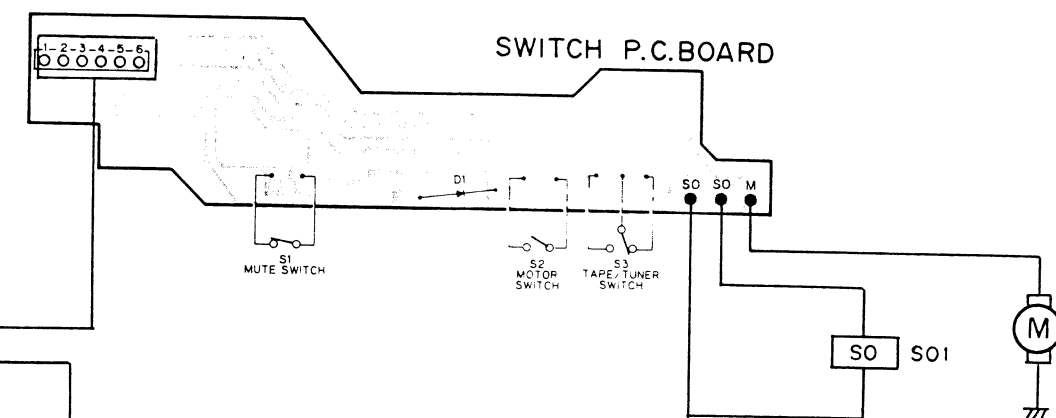 SWITCH P.C.BOARD
1-2-3-4-5-6
D1
SO SO M
S1
MUTE SWITCH
S2
MOTOR
SWITCH
S3
TAPE/TUNER
SWITCH
SO SO1
M